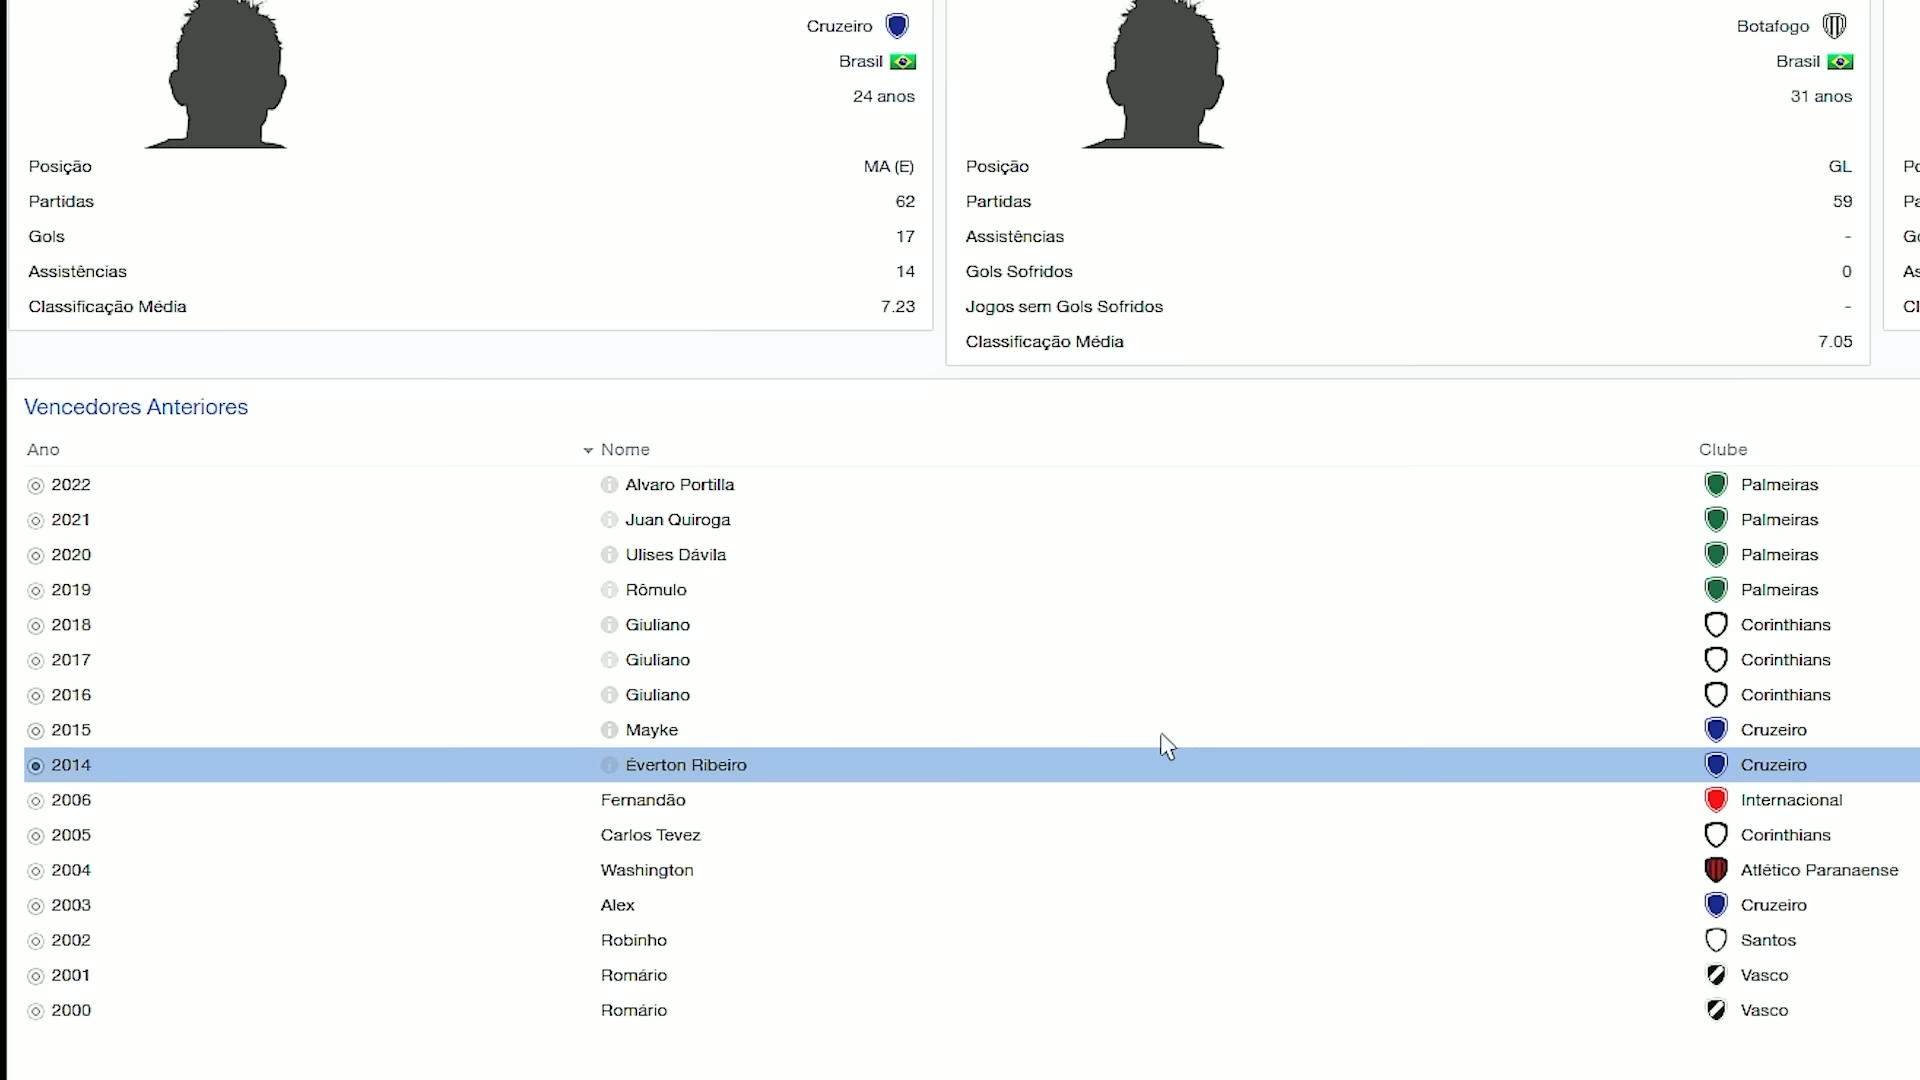 Cruzeiro
Brasil
24 anos
Posição MA (E)
Partidas 62
Gols 17
Assistências 14
Classificação Média 7.23
Botafogo
Brasil
31 anos
Posição GL
Partidas 59
Assistências -
Gols Sofridos 0
Jogos sem Gols Sofridos -
Classificação Média 7.05
Vencedores Anteriores
Ano Nome Clube
2022 Alvaro Portilla Palmeiras
2021 Juan Quiroga Palmeiras
2020 Ulises Dávila Palmeiras
2019 Rômulo Palmeiras
2018 Giuliano Corinthians
2017 Giuliano Corinthians
2016 Giuliano Corinthians
2015 Mayke Cruzeiro
2014 Éverton Ribeiro Cruzeiro
2006 Fernandão Internacional
2005 Carlos Tevez Corinthians
2004 Washington Atlético Paranaense
2003 Alex Cruzeiro
2002 Robinho Santos
2001 Romário Vasco
2000 Romário Vasco